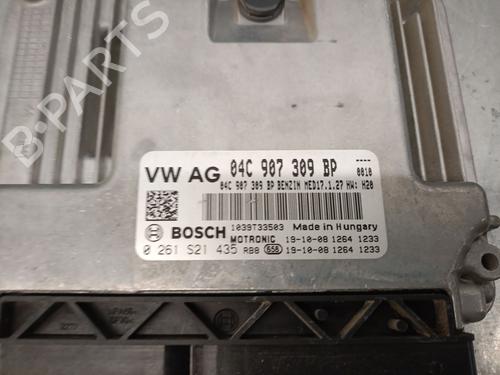 VW AG 04C 907 309 BP ----
0010
04C 907 309 BP BENZIN MED17.1.27 HW: H20
BOSCH 1039T33503 Made in Hungary
MOTRONIC 19-10-08 1264 1233
0 261 S21 435 RBB 658 19-10-08 1264 1233
B-PARTS